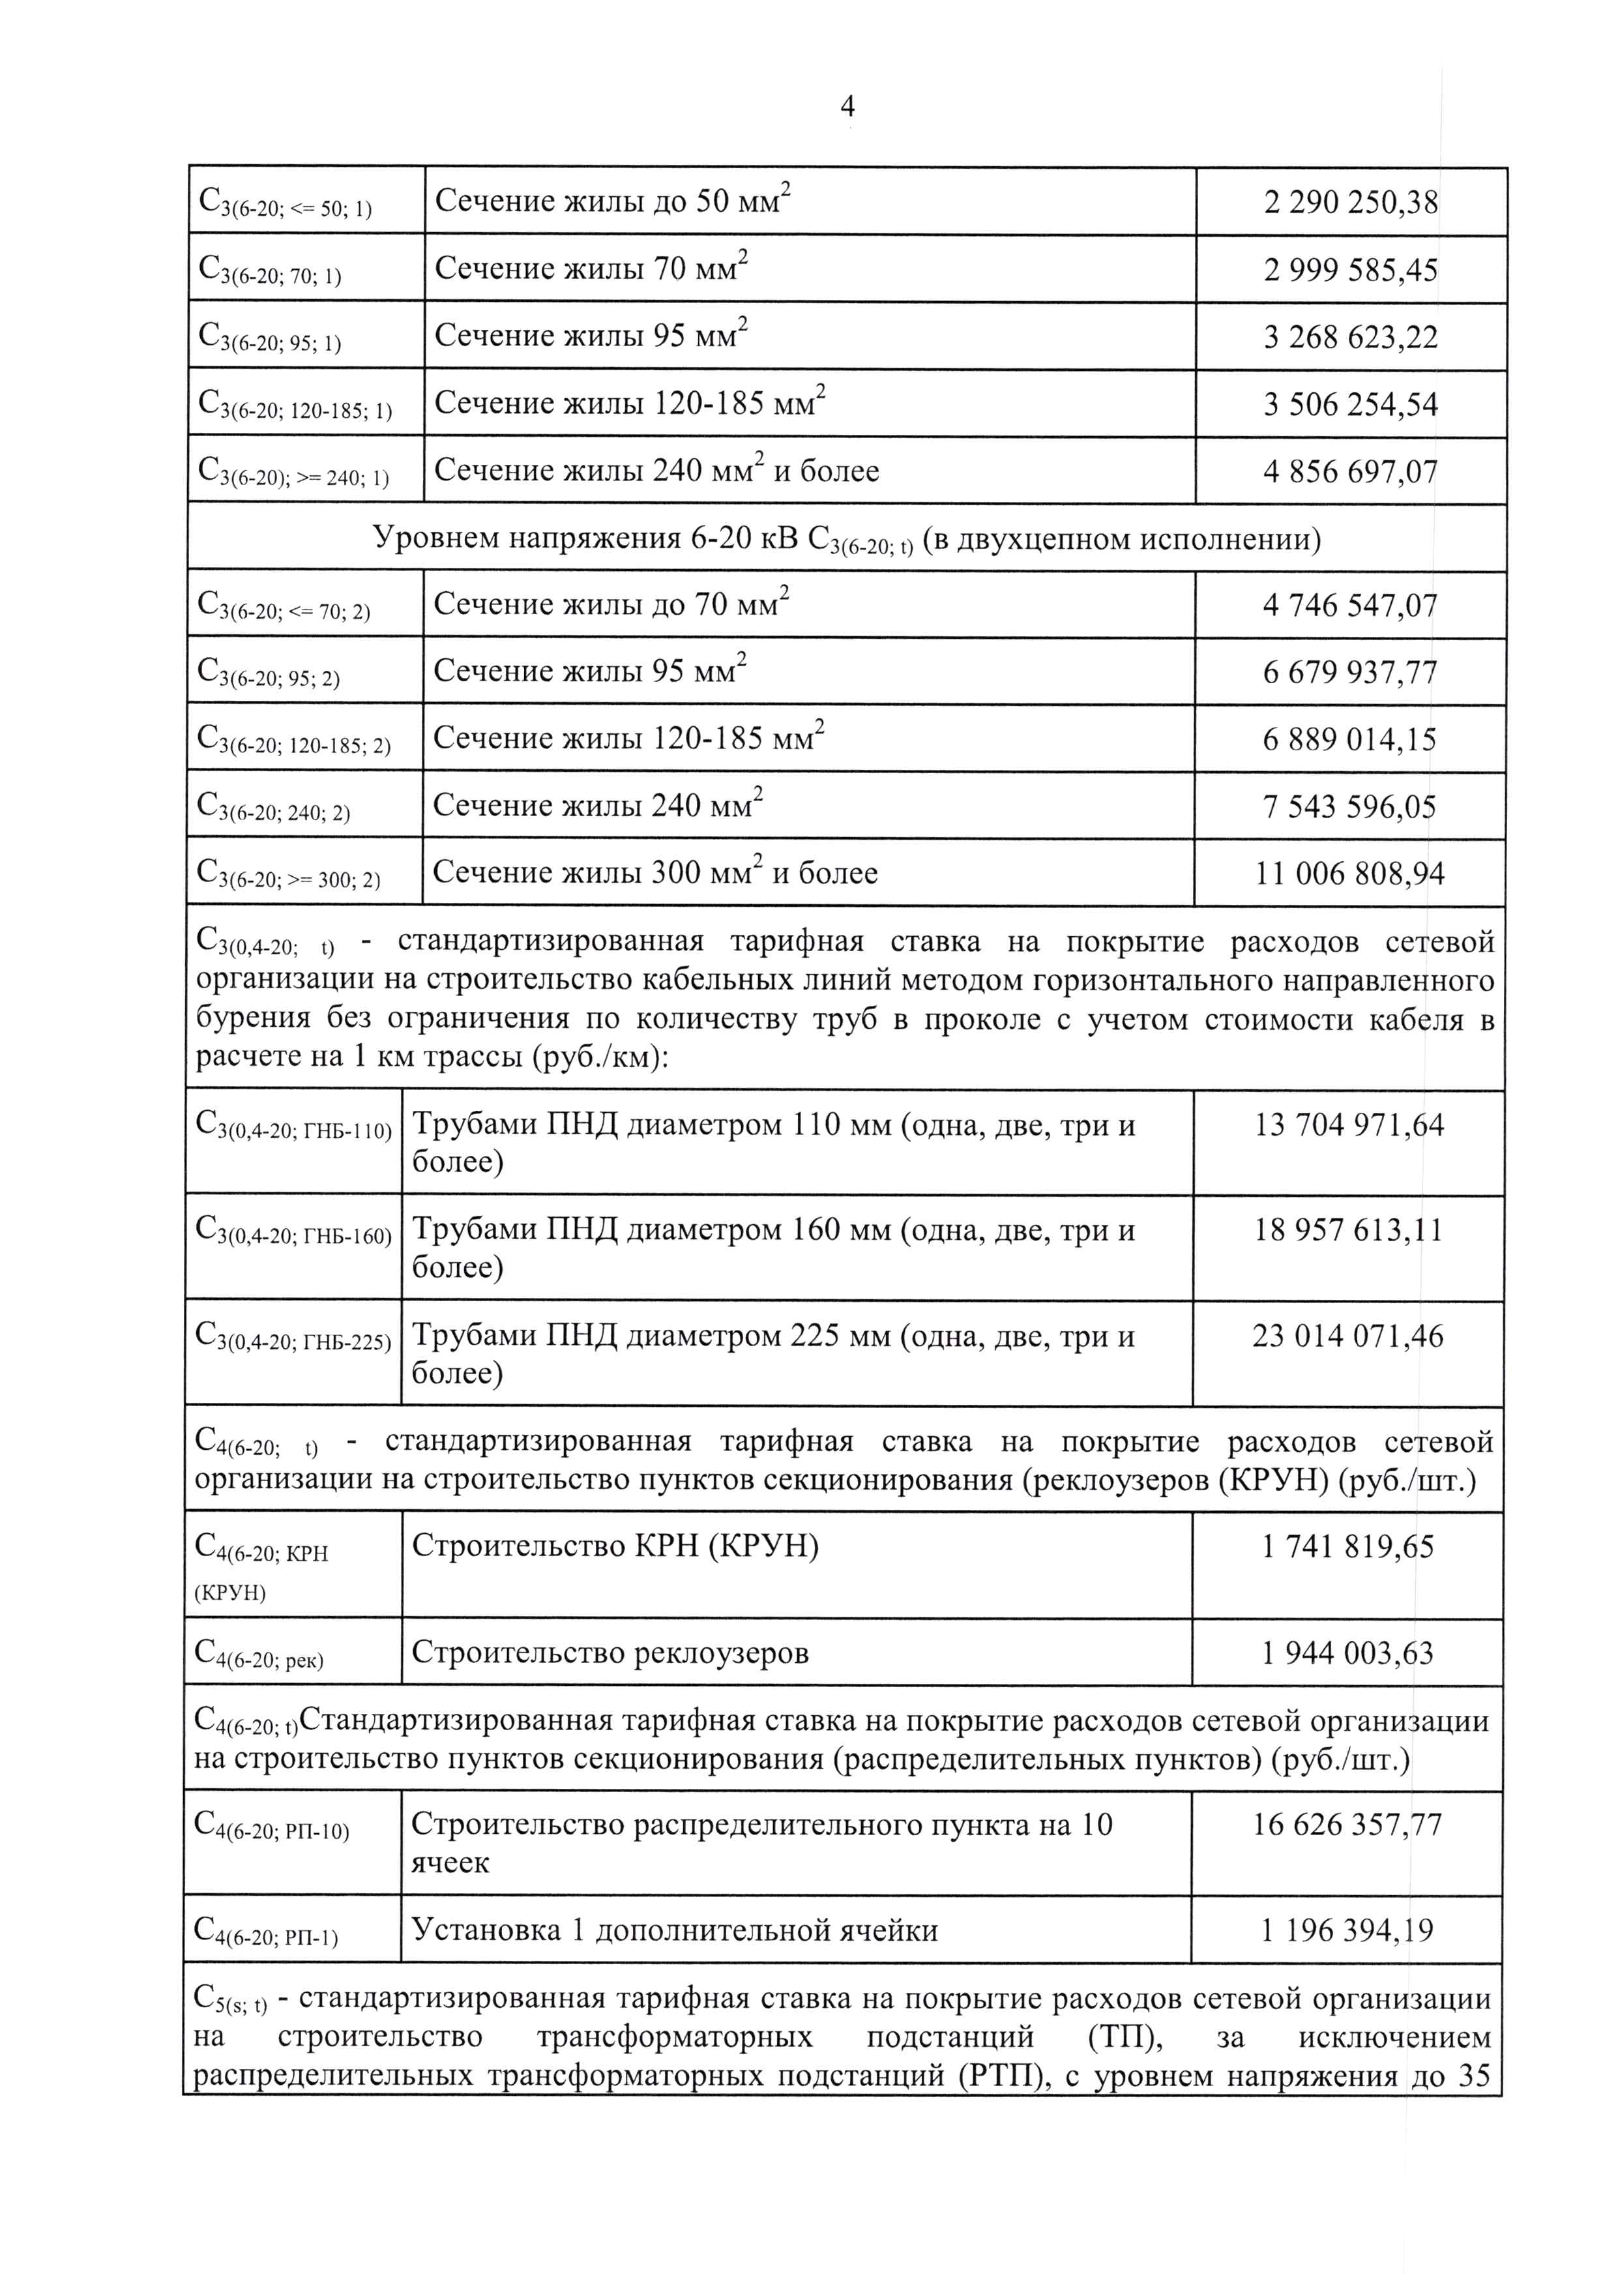 4
С3(6-20; <= 50; 1) Сечение жилы до 50 мм2 2 290 250,38
С3(6-20; 70; 1) Сечение жилы 70 мм2 2 999 585,45
С3(6-20; 95; 1) Сечение жилы 95 мм2 3 268 623,22
С3(6-20; 120-185; 1) Сечение жилы 120-185 мм2 3 506 254,54
С3(6-20); >= 240; 1) Сечение жилы 240 мм2 и более 4 856 697,07
Уровнем напряжения 6-20 кВ С3(6-20; t) (в двухцепном исполнении)
С3(6-20; <= 70; 2) Сечение жилы до 70 мм2 4 746 547,07
С3(6-20; 95; 2) Сечение жилы 95 мм2 6 679 937,77
С3(6-20; 120-185; 2) Сечение жилы 120-185 мм2 6 889 014,15
С3(6-20; 240; 2) Сечение жилы 240 мм2 7 543 596,05
С3(6-20; >= 300; 2) Сечение жилы 300 мм2 и более 11 006 808,94
С3(0,4-20; t) - стандартизированная тарифная ставка на покрытие расходов сетевой
организации на строительство кабельных линий методом горизонтального направленного
бурения без ограничения по количеству труб в проколе с учетом стоимости кабеля в
расчете на 1 км трассы (руб./км):
С3(0,4-20; ГНБ-110) Трубами ПНД диаметром 110 мм (одна, две, три и 13 704 971,64
более)
С3(0,4-20; ГНБ-160) Трубами ПНД диаметром 160 мм (одна, две, три и 18 957 613,11
более)
С3(0,4-20; ГНБ-225) Трубами ПНД диаметром 225 мм (одна, две, три и 23 014 071,46
более)
С4(6-20; t) - стандартизированная тарифная ставка на покрытие расходов сетевой
организации на строительство пунктов секционирования (реклоузеров (КРУН) (руб./шт.)
С4(6-20; КРН Строительство КРН (КРУН) 1 741 819,65
(КРУН)
С4(6-20; рек) Строительство реклоузеров 1 944 003,63
С4(6-20; t)Стандартизированная тарифная ставка на покрытие расходов сетевой организации
на строительство пунктов секционирования (распределительных пунктов) (руб./шт.)
С4(6-20; РП-10) Строительство распределительного пункта на 10 16 626 357,77
ячеек
С4(6-20; РП-1) Установка 1 дополнительной ячейки 1 196 394,19
С5(s; t) - стандартизированная тарифная ставка на покрытие расходов сетевой организации
на строительство трансформаторных подстанций (ТП), за исключением
распределительных трансформаторных подстанций (РТП), с уровнем напряжения до 35